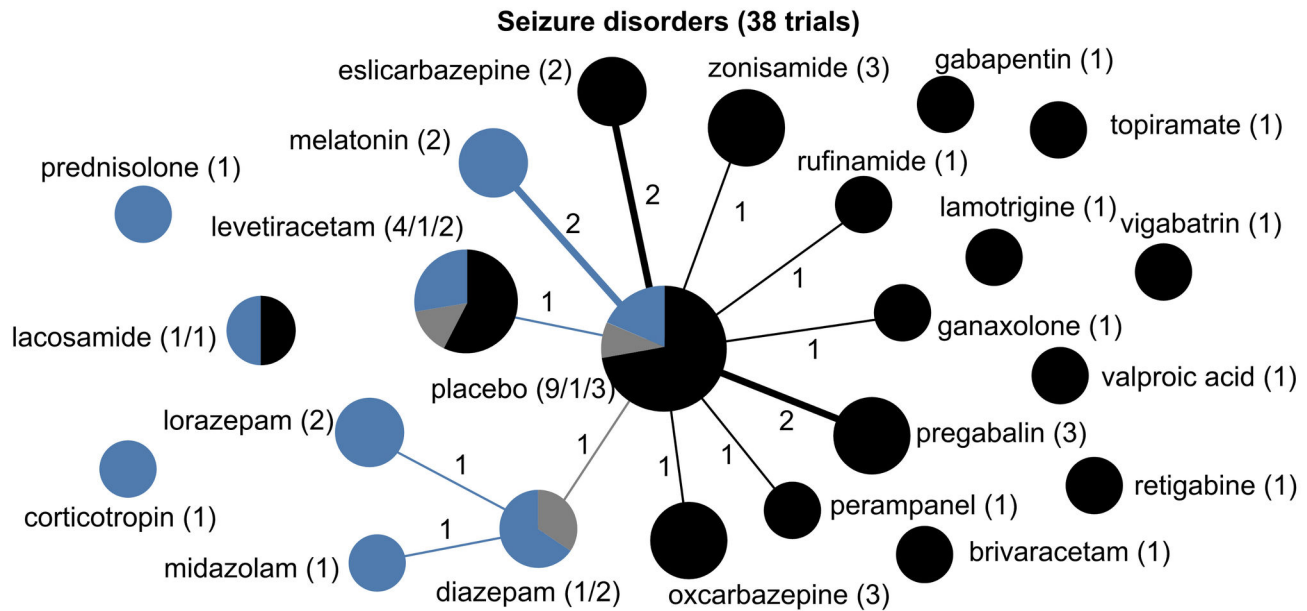 Seizure disorders (38 trials)
eslicarbazepine (2)
zonisamide (3)
gabapentin (1)
topiramate (1)
melatonin (2)
prednisolone (1)
rufinamide (1)
levetiracetam (4/1/2)
lamotrigine (1)
vigabatrin (1)
2
2
1
1
1
1
lacosamide (1/1)
ganaxolone (1)
placebo (9/1/3)
valproic acid (1)
lorazepam (2)
2
pregabalin (3)
1
1
1
1
retigabine (1)
corticotropin (1)
perampanel (1)
1
brivaracetam (1)
midazolam (1)
diazepam (1/2)
oxcarbazepine (3)